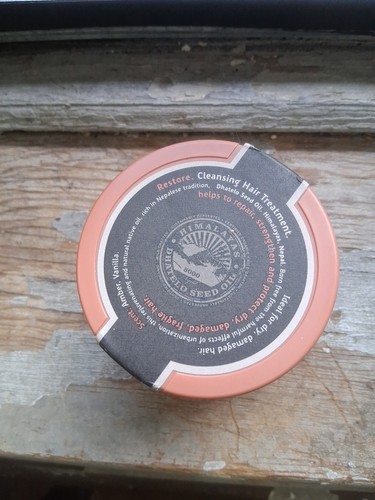 Restore. Cleansing Hair Treatment.
Ideal for dry, damaged hair.
Scent: Amber, Vanilla.
Dhatelo Seed Oil, Himalayas, Nepal. Born free from the harmful effects of urbanization, this rejuvenating and natural native oil, rich in Nepalese tradition,
helps to repair, strengthen and protect dry, damaged, fragile hair
HIMALAYAS
8000
DHATELO SEED OIL